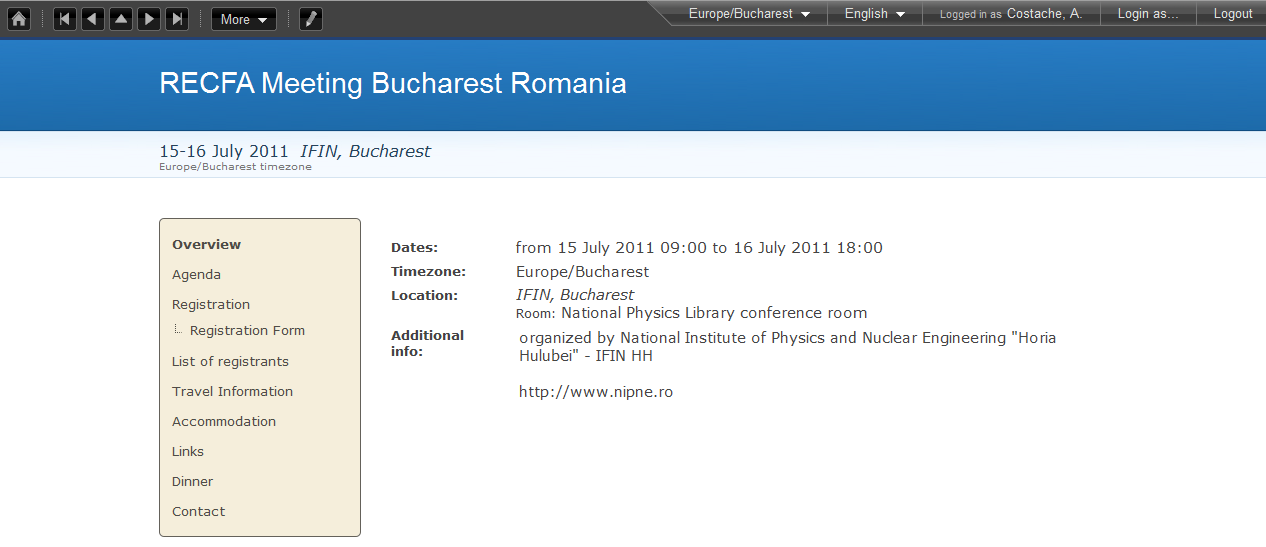 More
Europe/Bucharest
English
Logged in as Costache, A.
Login as...
Logout
RECFA Meeting Bucharest Romania
15-16 July 2011 IFIN, Bucharest
Europe/Bucharest timezone
Overview
Agenda
Registration
Registration Form
List of registrants
Travel Information
Accommodation
Links
Dinner
Contact
Dates: from 15 July 2011 09:00 to 16 July 2011 18:00
Timezone: Europe/Bucharest
Location: IFIN, Bucharest
Room: National Physics Library conference room
Additional info: organized by National Institute of Physics and Nuclear Engineering "Horia
Hulubei" - IFIN HH
http://www.nipne.ro